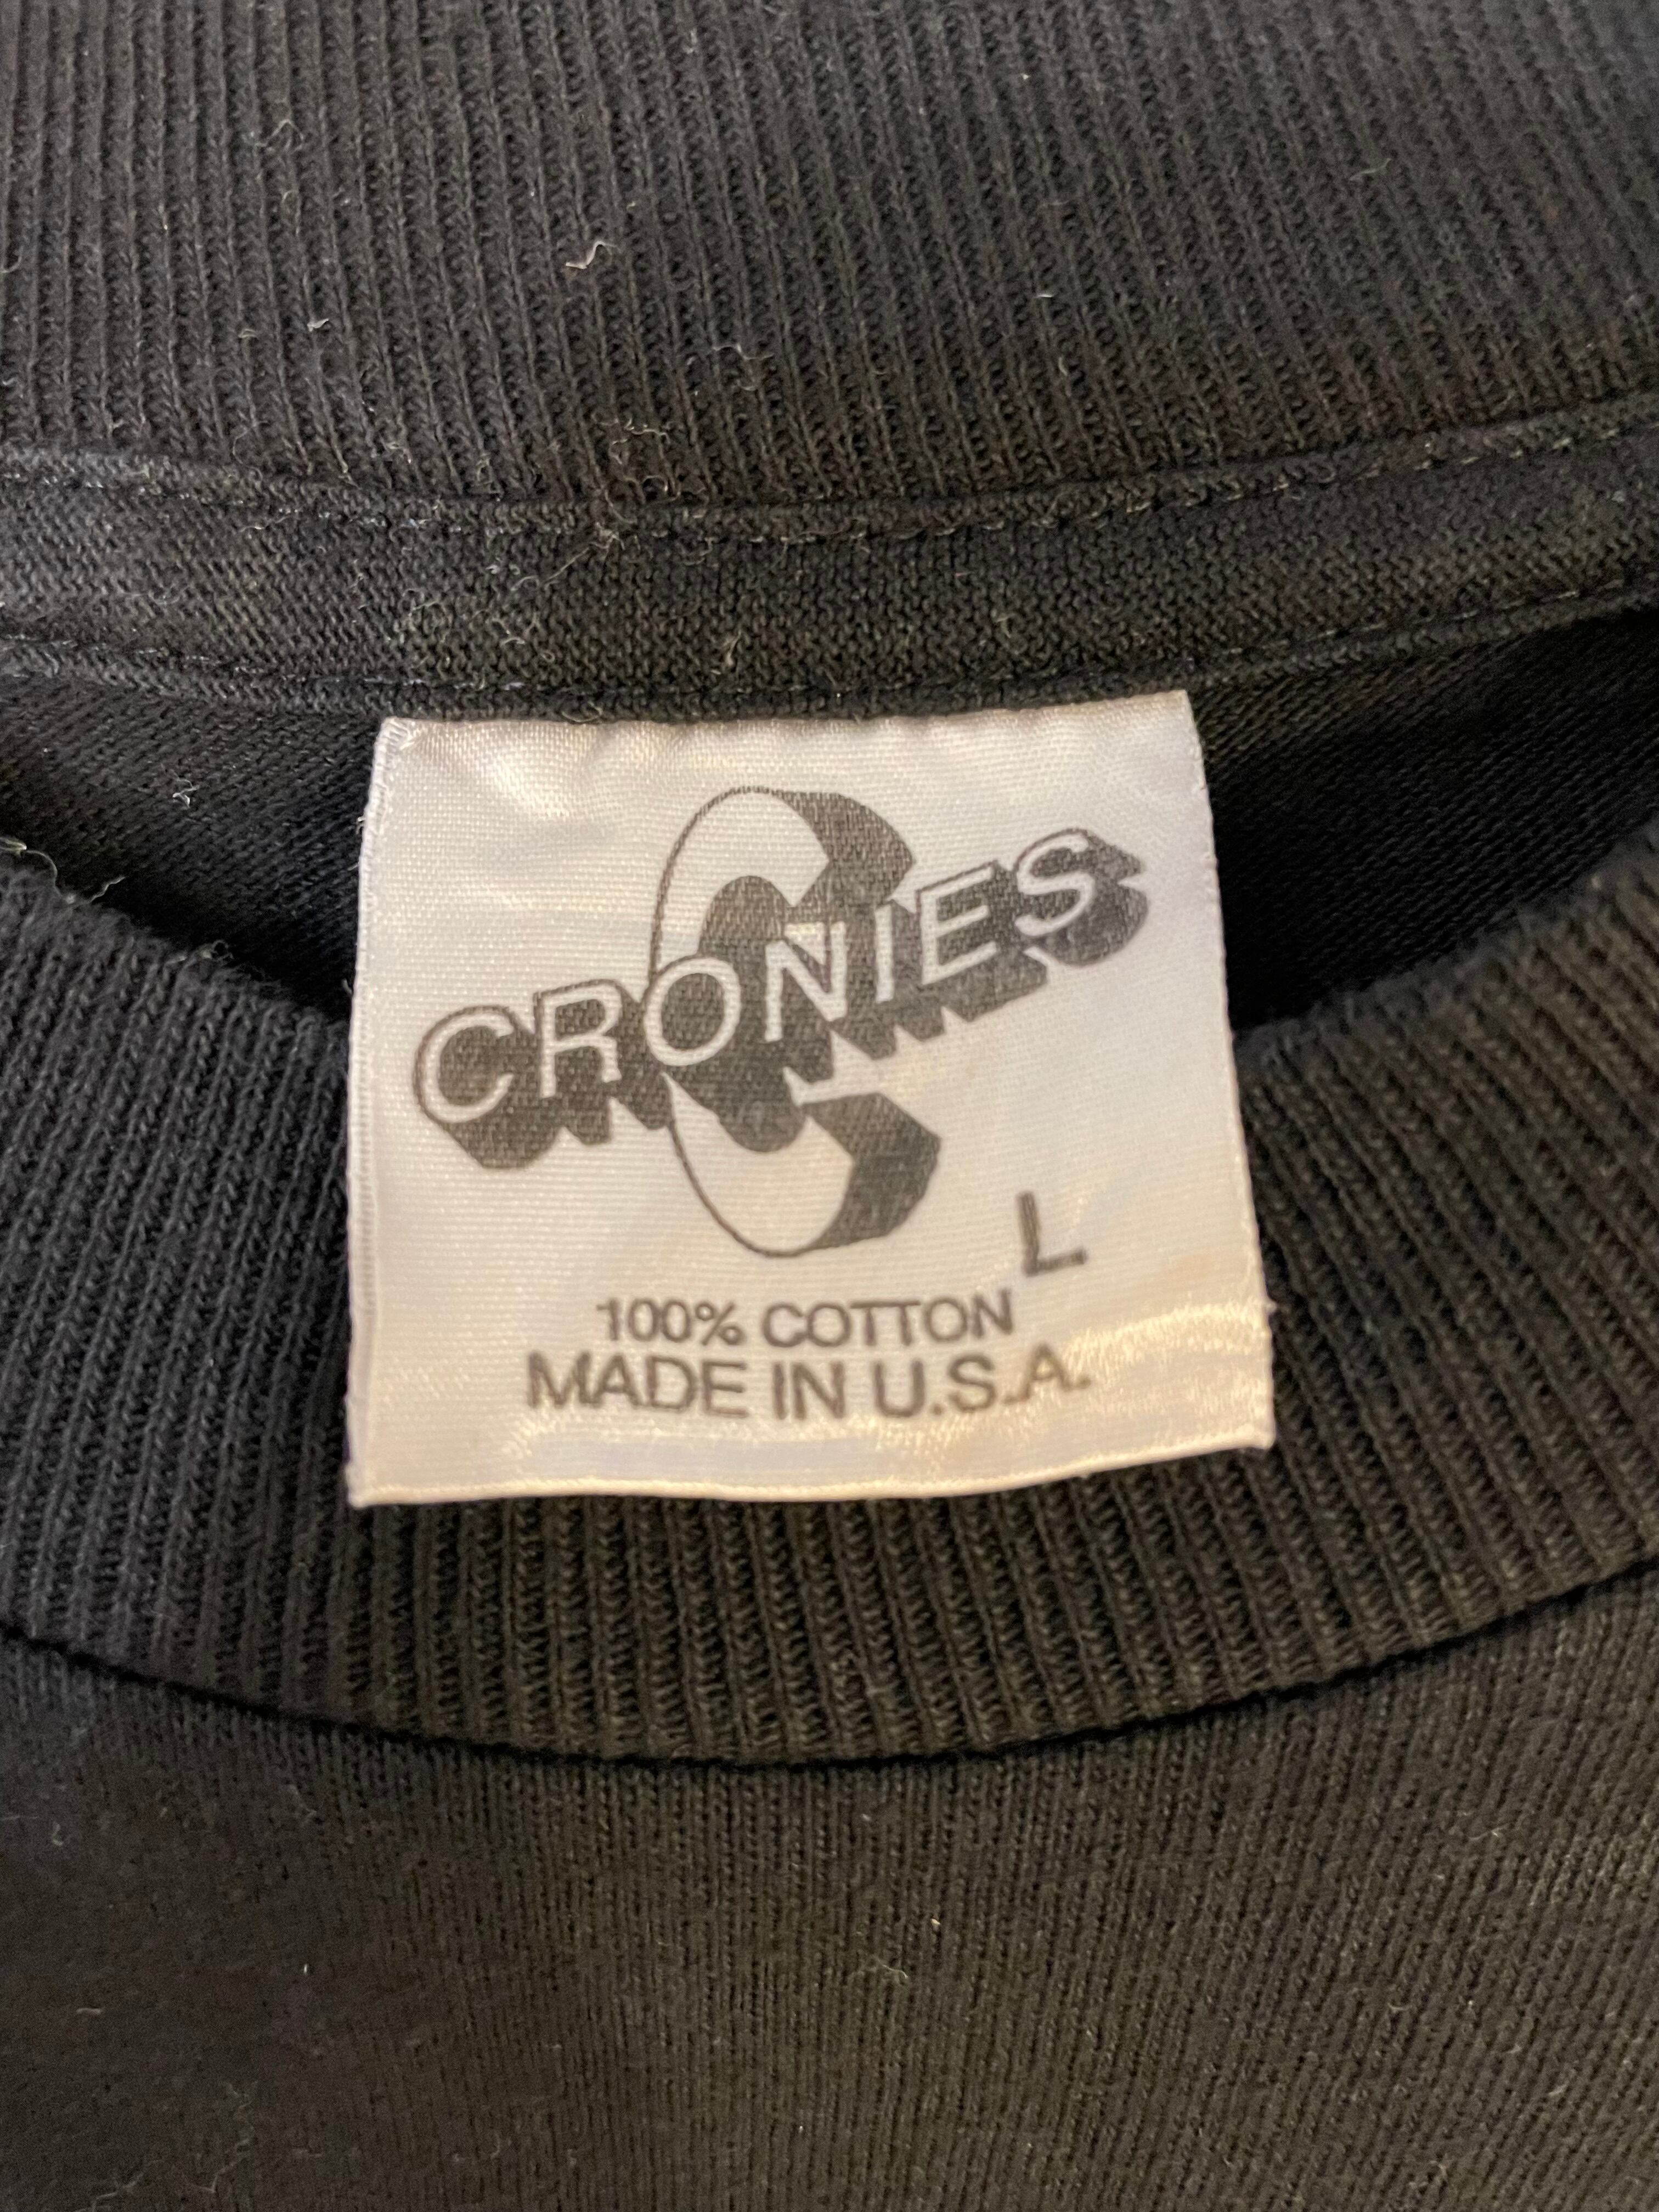 CRONIES
L
100% COTTON
MADE IN U.S.A.